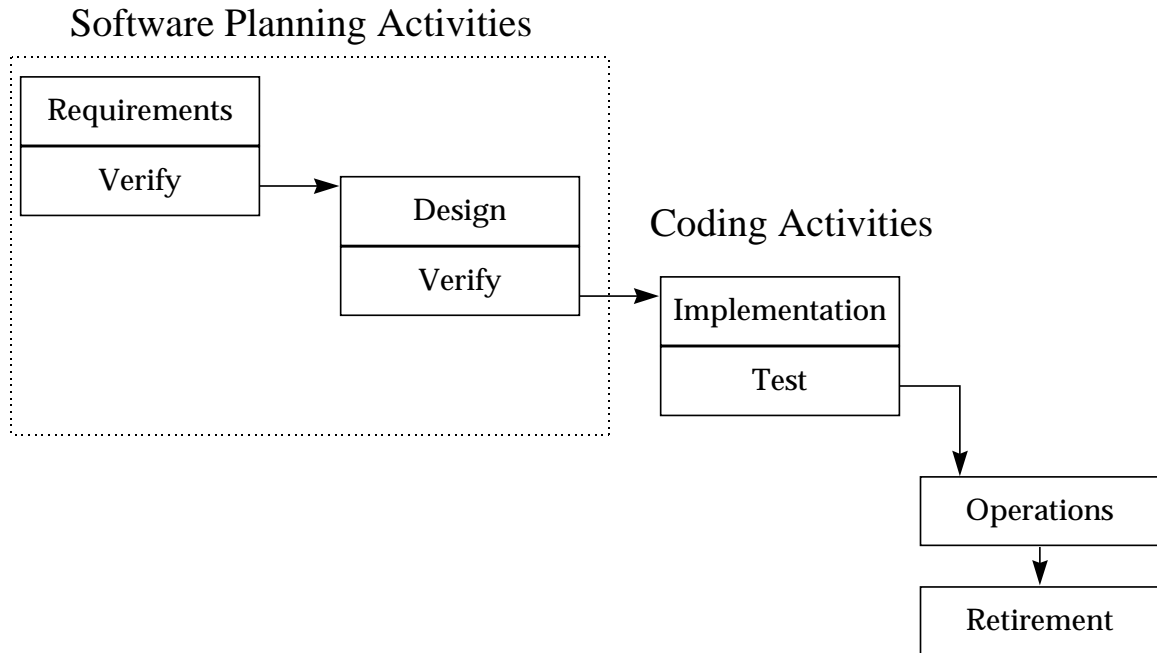 Software Planning Activities
Requirements
Verify
Design
Verify
Coding Activities
Implementation
Test
Operations
Retirement